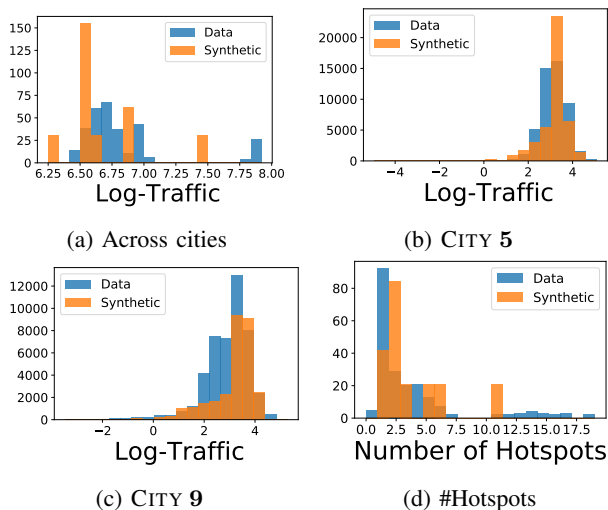 150
125
100
75
50
25
0
Data
Synthetic
6.25 6.50 6.75 7.00 7.25 7.50 7.75 8.00
Log-Traffic
(a) Across cities
20000
15000
10000
5000
0
Data
Synthetic
−4 −2 0 2 4
Log-Traffic
(b) CITY 5
12000
10000
8000
6000
4000
2000
0
Data
Synthetic
−2 0 2 4
Log-Traffic
(c) CITY 9
80
60
40
20
0
Data
Synthetic
0.0 2.5 5.0 7.5 10.0 12.5 15.0 17.5
Number of Hotspots
(d) #Hotspots